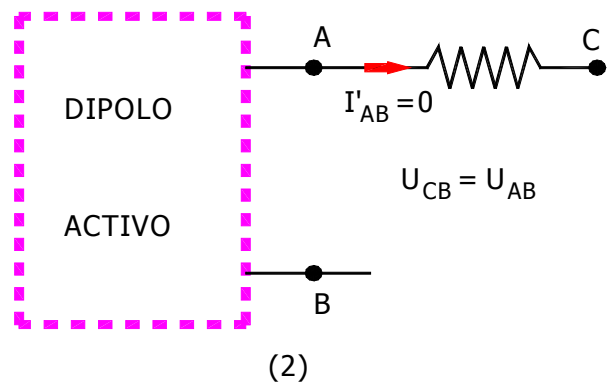 A
C
DIPOLO
I'AB = 0
UCB = UAB
ACTIVO
B
(2)